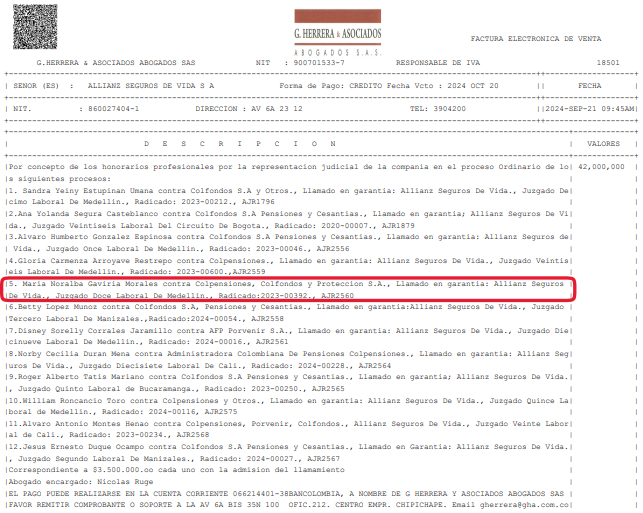 G. HERRERA & ASOCIADOS
ABOGADOS S.A.S.
FACTURA ELECTRONICA DE VENTA
G.HERRERA & ASOCIADOS ABOGADOS SAS NIT : 900701533-7 RESPONSABLE DE IVA 18501
SENOR (ES) : ALLIANZ SEGUROS DE VIDA S A Forma de Pago: CREDITO Fecha Vcto : 2024 OCT 20 FECHA
NIT. : 860027404-1 DIRECCION : AV 6A 23 12 TEL: 3904200 2024-SEP-21 09:45AM
D E S C R I P C I O N VALORES
Por concepto de los honorarios profesionales por la representacion judicial de la compania en el proceso Ordinario de lo 42,000,000
s siguientes procesos:
1. Sandra Yeiny Estupinan Umana contra Colfondos S.A y Otros., Llamado en garantia: Allianz Seguros De Vida., Juzgado De
cimo Laboral De Medellin., Radicado: 2023-00212., AJR1796
2.Ana Yolanda Segura Casteblanco contra Colfondos S.A Pensiones y Cesantias., Llamado en garantia: Allianz Seguros De Vi
da., Juzgado Veintiseis Laboral Del Circuito De Bogota., Radicado: 2020-00007., AJR1879
3.Alvaro Humberto Gonzalez Espinosa contra Colfondos S.A Pensiones y Cesantias., Llamado en garantia: Allianz Seguros de
Vida., Juzgado Once Laboral De Medellin., Radicado: 2023-00046., AJR2556
4.Gloria Carmenza Arroyave Restrepo contra Colpensiones., Llamado en garantia: Allianz Seguros De Vida., Juzgado Veintis
eis Laboral De Medellin., Radicado: 2023-00600.,AJR2559
5. Maria Noralba Gaviria Morales contra Colpensiones, Colfondos y Proteccion S.A., Llamado en garantia: Allianz Seguros
De Vida., Juzgado Doce Laboral De Medellin., Radicado:2023-00392., AJR2560
6.Betty Lopez Munoz contra Colfondos S.A, Pensiones y Cesantias., Llamado en garantia:Allianz Seguros De Vida., Juzgado
Tercero Laboral De Manizales.,Radicado:2024-00054., AJR2558
7.Disney Sorelly Corrales Jaramillo contra AFP Porvenir S.A., Llamado en garantia: Allianz Seguros De Vida., Juzgado Die
cinueve Laboral De Medellin., Radicado: 2024-00016., AJR2561
8.Norby Cecilia Duran Mena contra Administradora Colombiana De Pensiones Colpensiones., Llamado en garantia: Allianz Seg
uros De Vida., Juzgado Diecisiete Laboral De Cali., Radicado: 2024-00228., AJR2564
9.Roger Alberto Tatis Mariano contra Colfondos S.A Pensiones y Cesantias., Llamado en garantia: Allianz Seguros De Vida.
, Juzgado Quinto Laboral de Bucaramanga., Radicado: 2023-00250., AJR2565
10.William Roncancio Toro contra Colpensiones y Otros., Llamado en garantia: Allianz Seguros De Vida., Juzgado Quince La
boral de Medellin., Radicado: 2024-00116, AJR2575
11.Alvaro Antonio Montes Henao contra Colpensiones, Porvenir, Colfondos., Allianz Seguros De Vida., Juzgado Veinte Labor
al de Cali., Radicado: 2023-00234., AJR2568
12.Jesus Ernesto Duque Ocampo contra Colfondos S.A Pensiones y Cesantias., Llamado en Garantia: Allianz Seguros De Vida.
, Juzgado Segundo Laboral De Manizales., Radicado: 2024-00027., AJR2567
Correspondiente a $3.500.000.oo cada uno con la admision del llamamiento
Abogado encargado: Nicolas Ruge
EL PAGO PUEDE REALIZARSE EN LA CUENTA CORRIENTE 066214401-38BANCOLOMBIA, A NOMBRE DE G HERRERA Y ASOCIADOS ABOGADOS SAS
FAVOR REMITIR COMPROBANTE O SOPORTE A LA AV 6A BIS 35N 100 OFIC.212. CENTRO EMPR. CHIPICHAPE. Email gherrera@gha.com.co